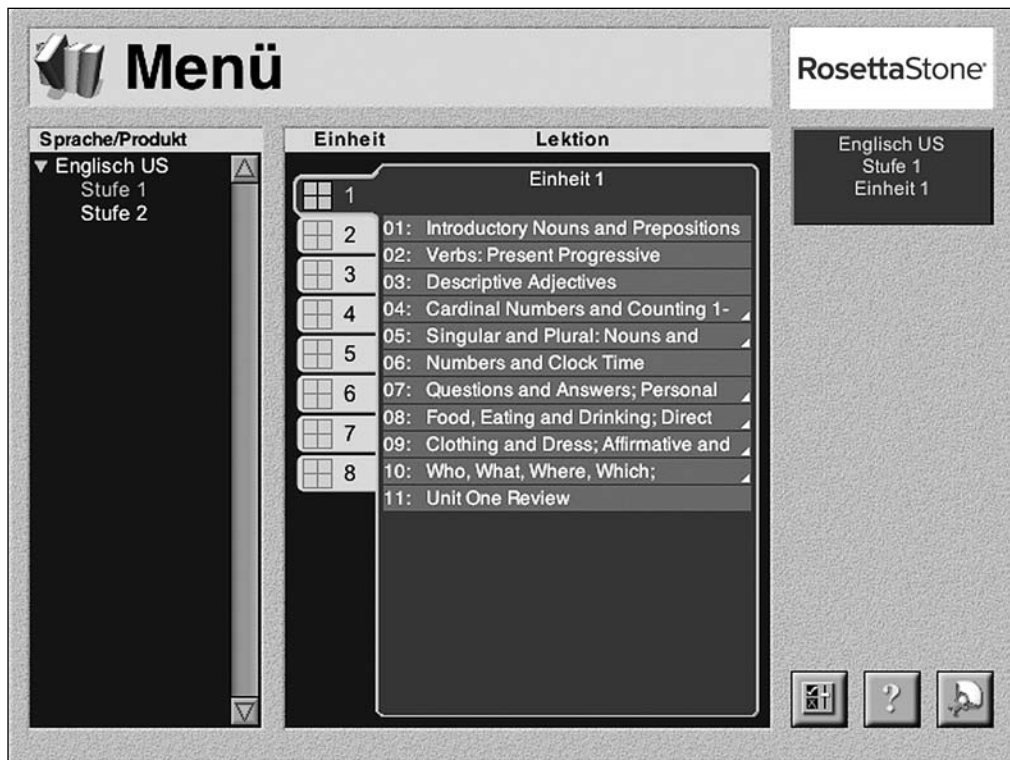 Menü
RosettaStone
Sprache/Produkt
Englisch US
Stufe 1
Stufe 2
Einheit Lektion
1
2
3
4
5
6
7
8
Einheit 1
01: Introductory Nouns and Prepositions
02: Verbs: Present Progressive
03: Descriptive Adjectives
04: Cardinal Numbers and Counting 1-
05: Singular and Plural: Nouns and
06: Numbers and Clock Time
07: Questions and Answers; Personal
08: Food, Eating and Drinking; Direct
09: Clothing and Dress; Affirmative and
10: Who, What, Where, Which;
11: Unit One Review
Englisch US
Stufe 1
Einheit 1
?